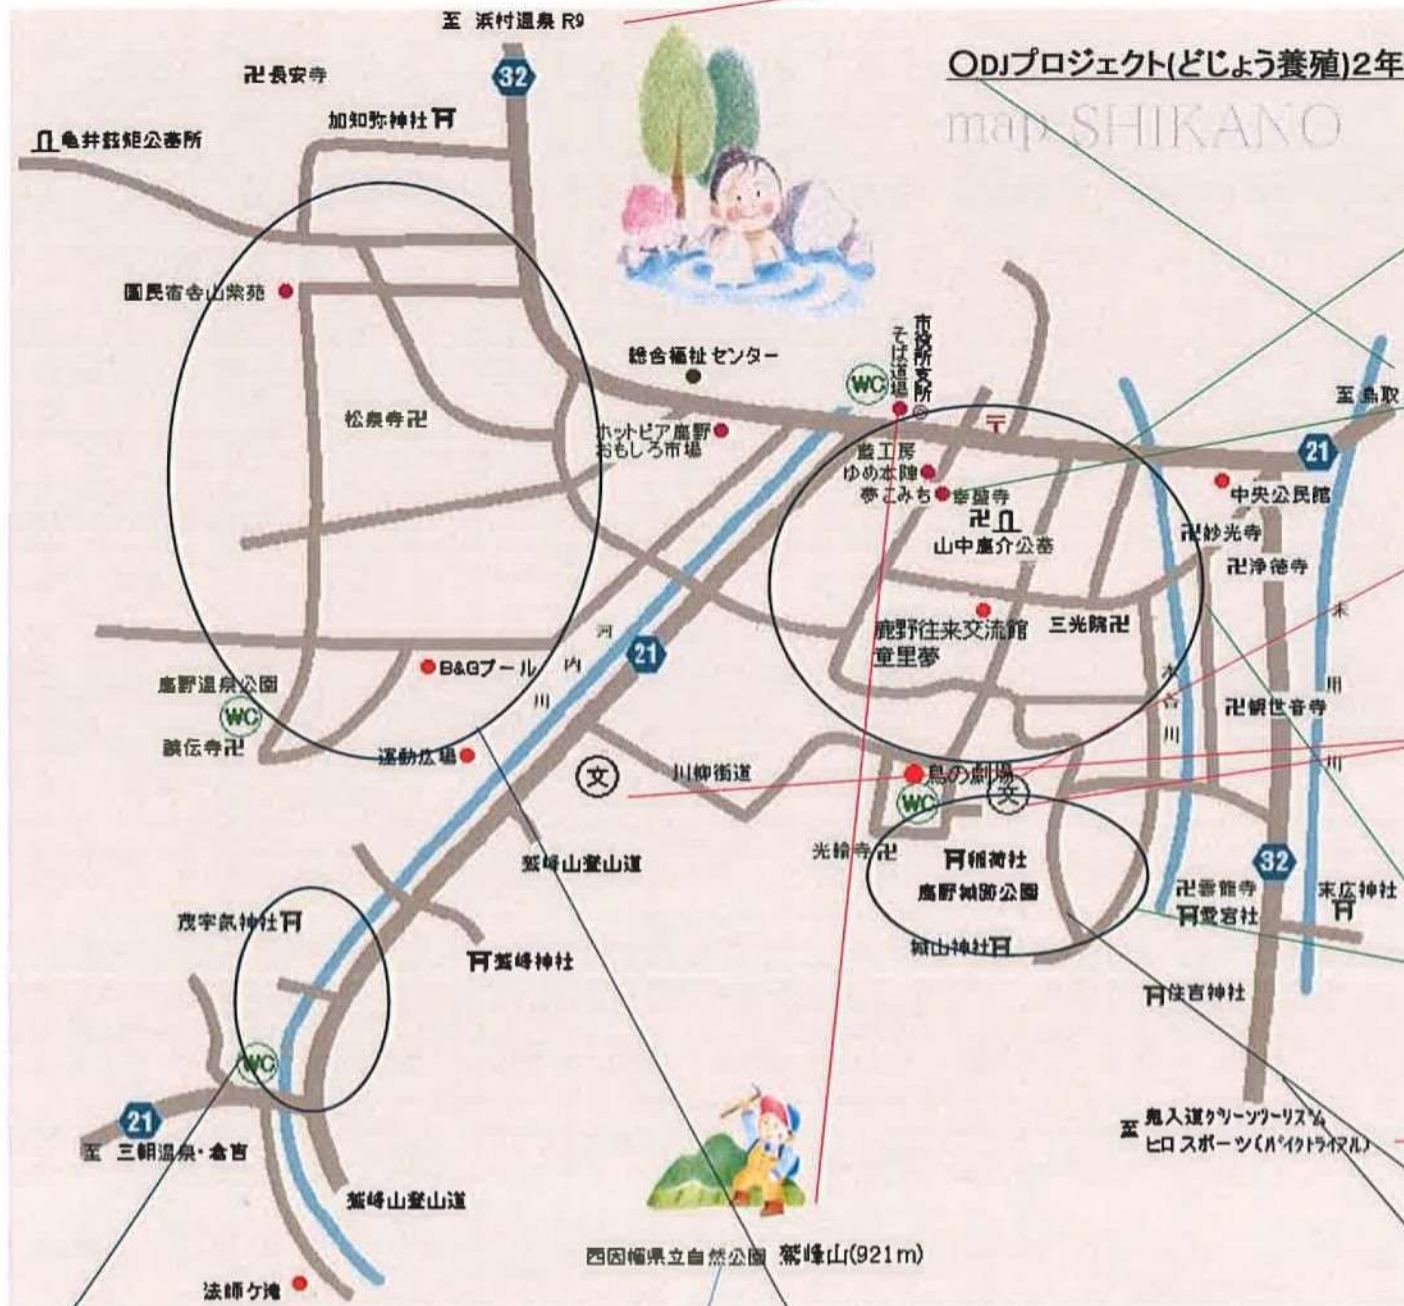 至 浜村温泉 R9
32
卍長安寺
〇DJプロジェクト(どじょう養殖)2年
map SHIKANO
加知弥神社
亀井茲矩公墓所
国民宿舎山紫苑
総合福祉センター
WC
そば道場
市役所支所
〒
至 鳥取
21
松泉寺卍
ホットピア鹿野
おもしろ市場
藍工房
ゆめ本陣
夢こみち
幸盛寺
卍
山中鹿介公墓
中央公民館
卍妙光寺
卍浄徳寺
鹿野往来交流館
童里夢
三光院卍
河内川
21
B&Gプール
鹿野温泉公園
WC
譲伝寺卍
運動広場
文
川柳街道
鳥の劇場
WC
文
水谷川
末用川
卍観世音寺
鷲峰山登山道
光輪寺卍
稲荷社
鹿野城跡公園
城山神社
32
卍雲龍寺
愛宕社
末広神社
茂宇気神社
鷲峰神社
住吉神社
WC
21
至 三朝温泉・倉吉
至 鬼入道グリーンツーリズム
ヒロスポーツ(バイクトライアル)
鷲峰山登山道
西因幡県立自然公園 鷲峰山(921m)
法師ケ滝